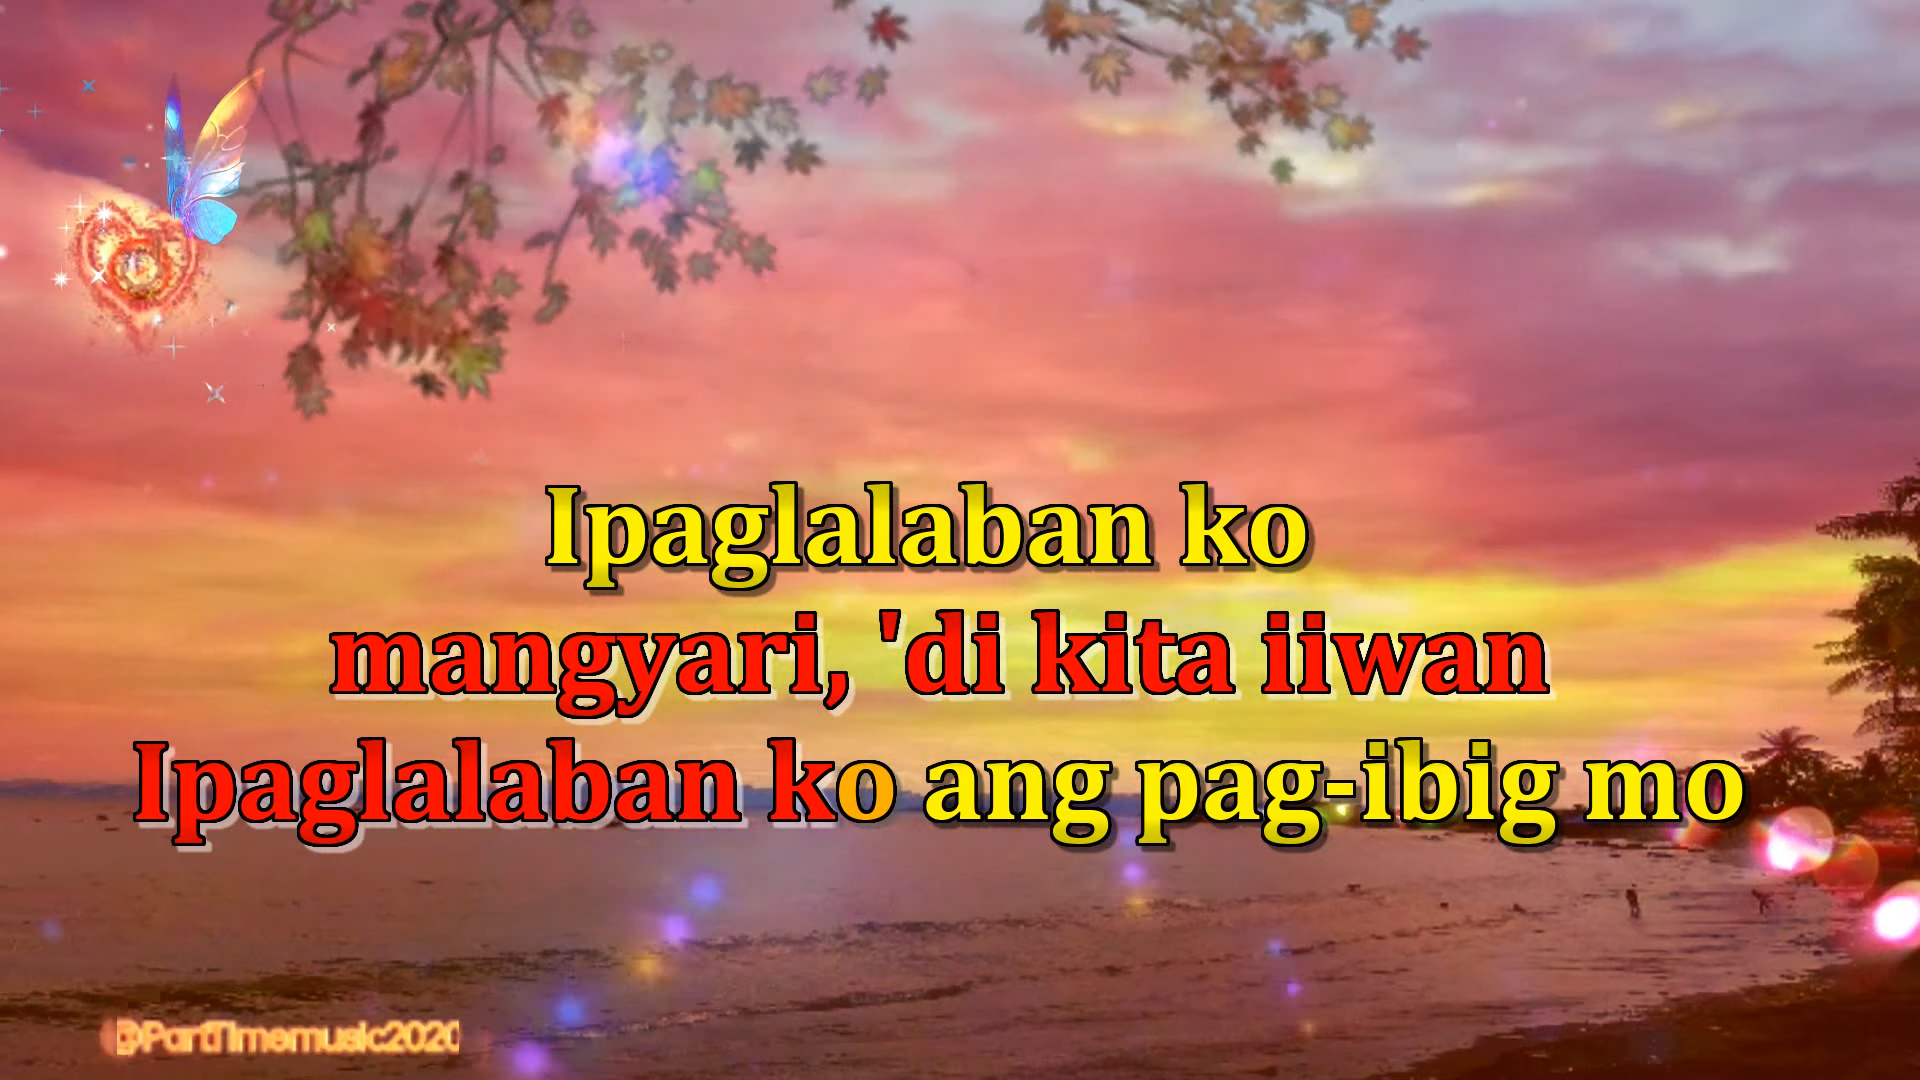 Ipaglalaban ko
mangyari, 'di kita iiwan
Ipaglalaban ko ang pag-ibig mo
@PartTimemusic2020